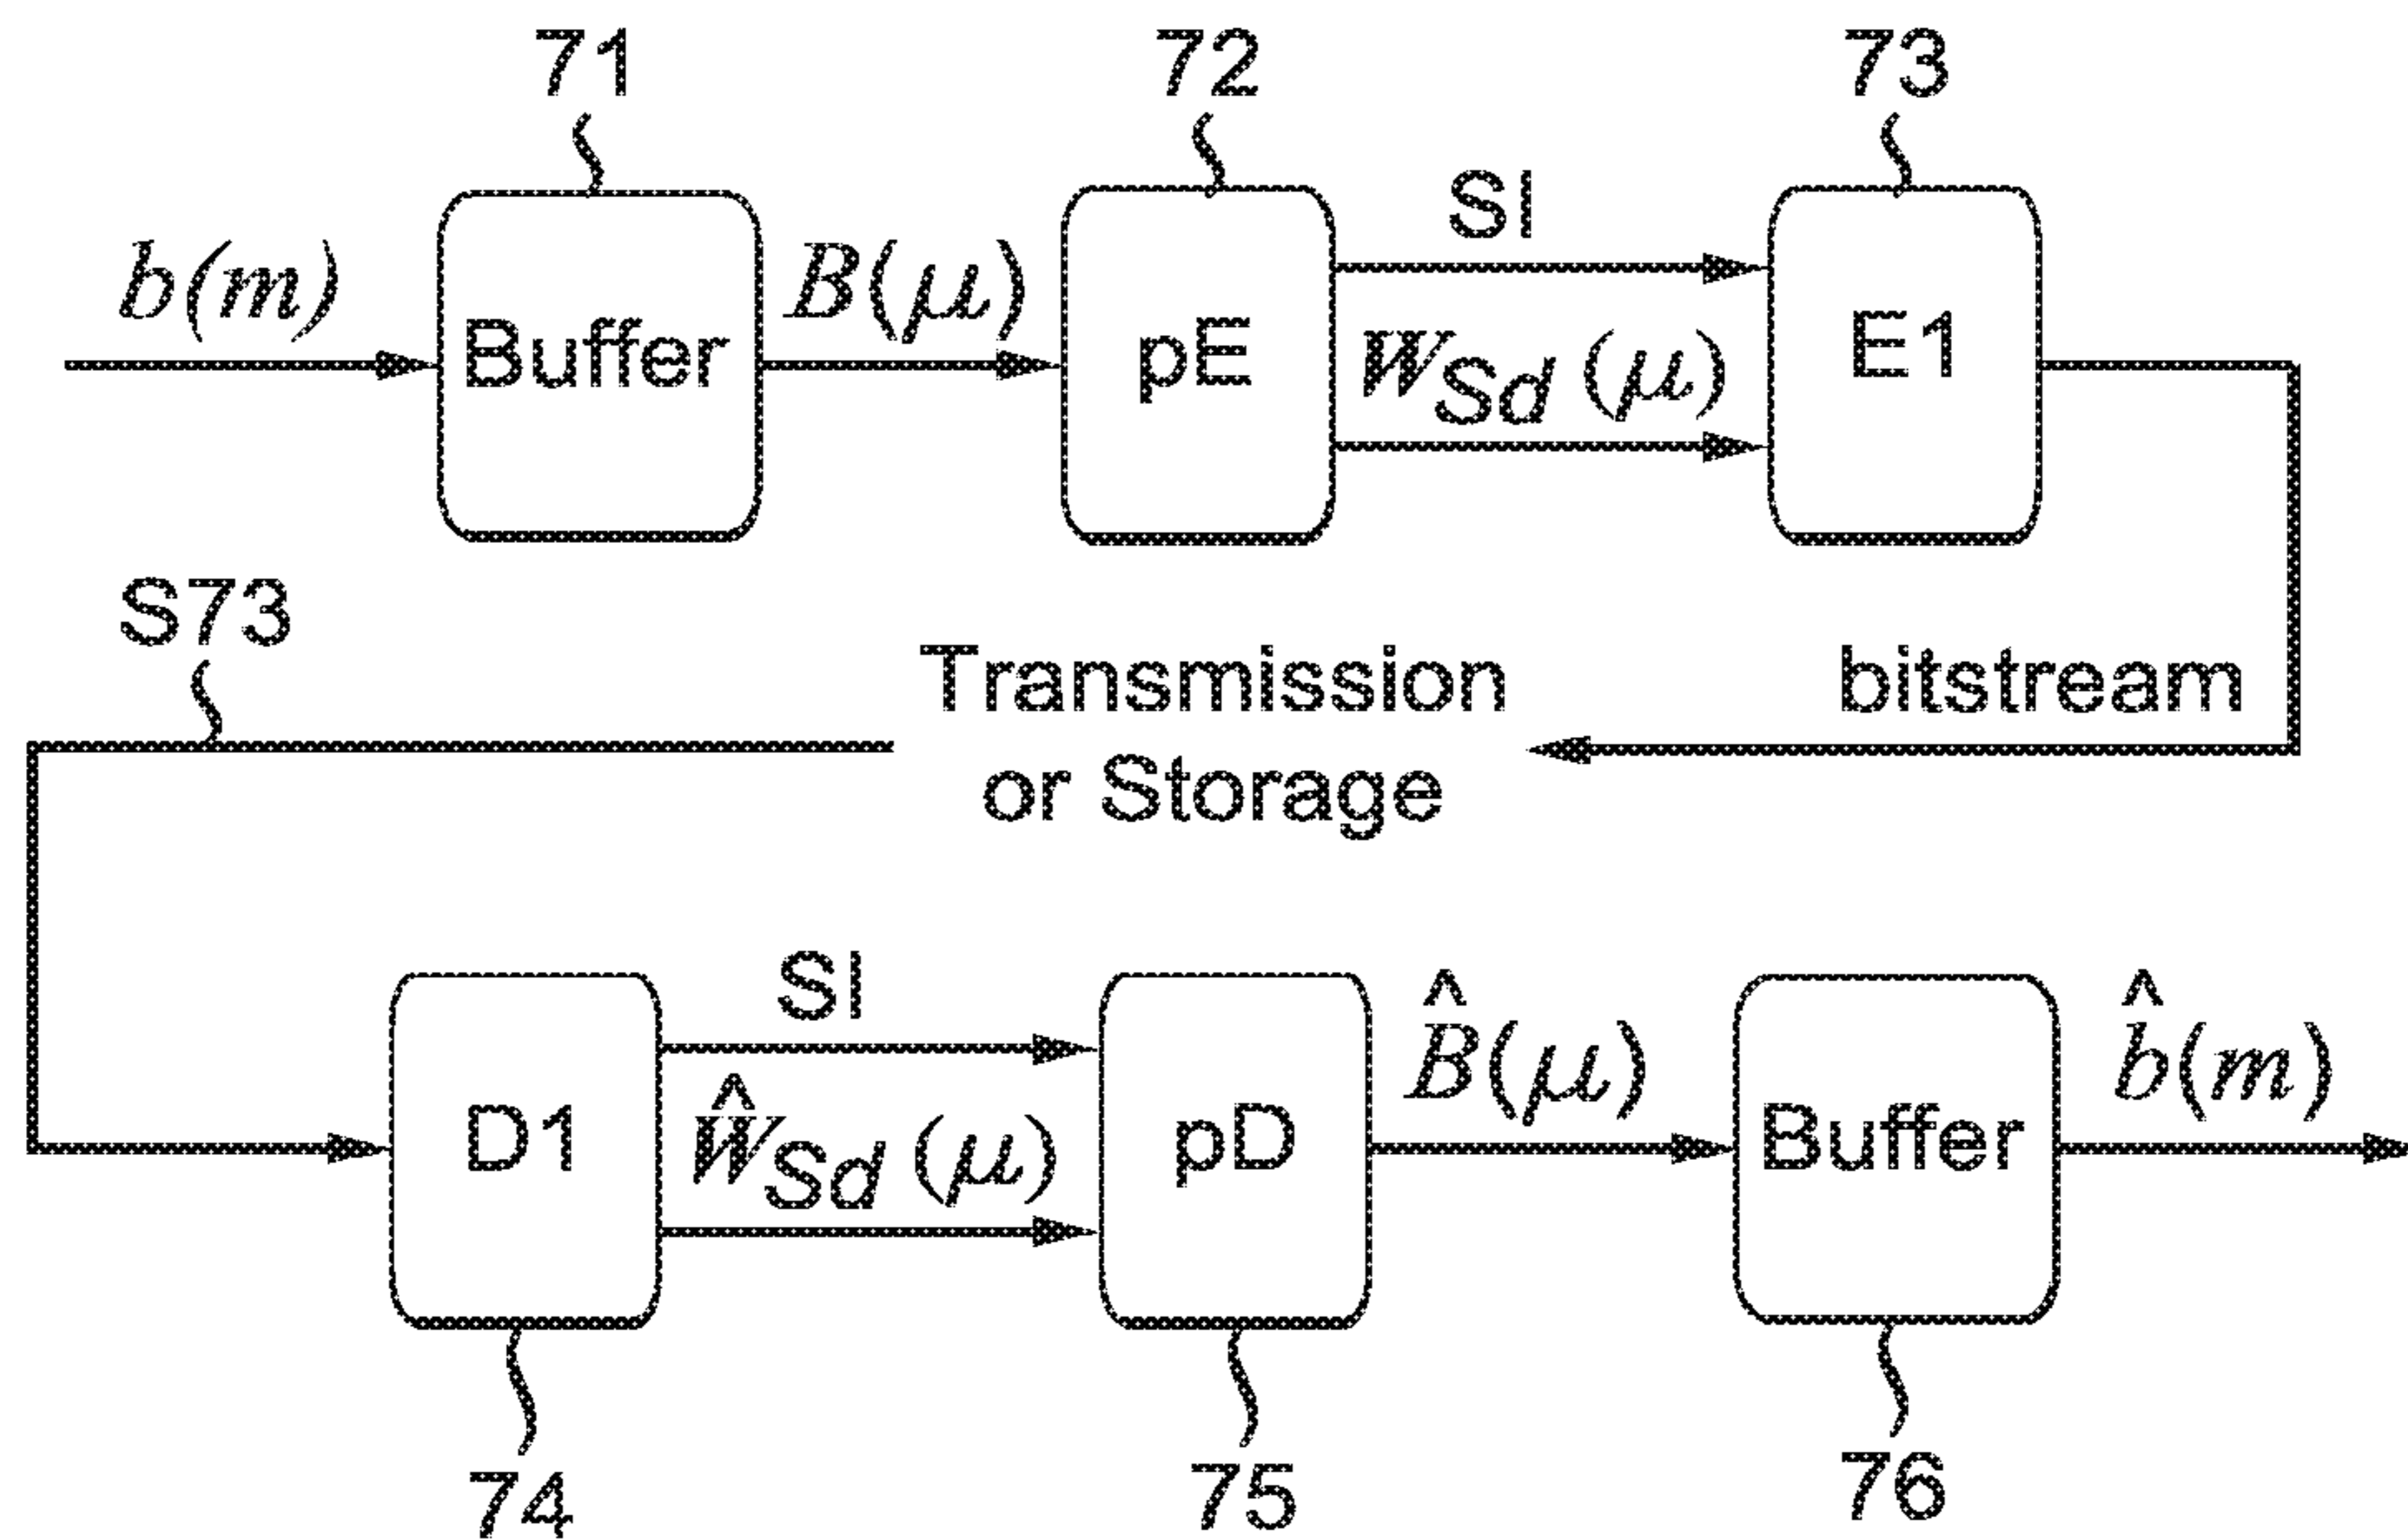 71 72 73
SI
b(m) Buffer B(μ) pE W_Sd (μ) E1
S73
Transmission bitstream
or Storage
SI
D1 Ŵ_Sd (μ) pD B̂(μ) Buffer b̂(m)
74 75 76